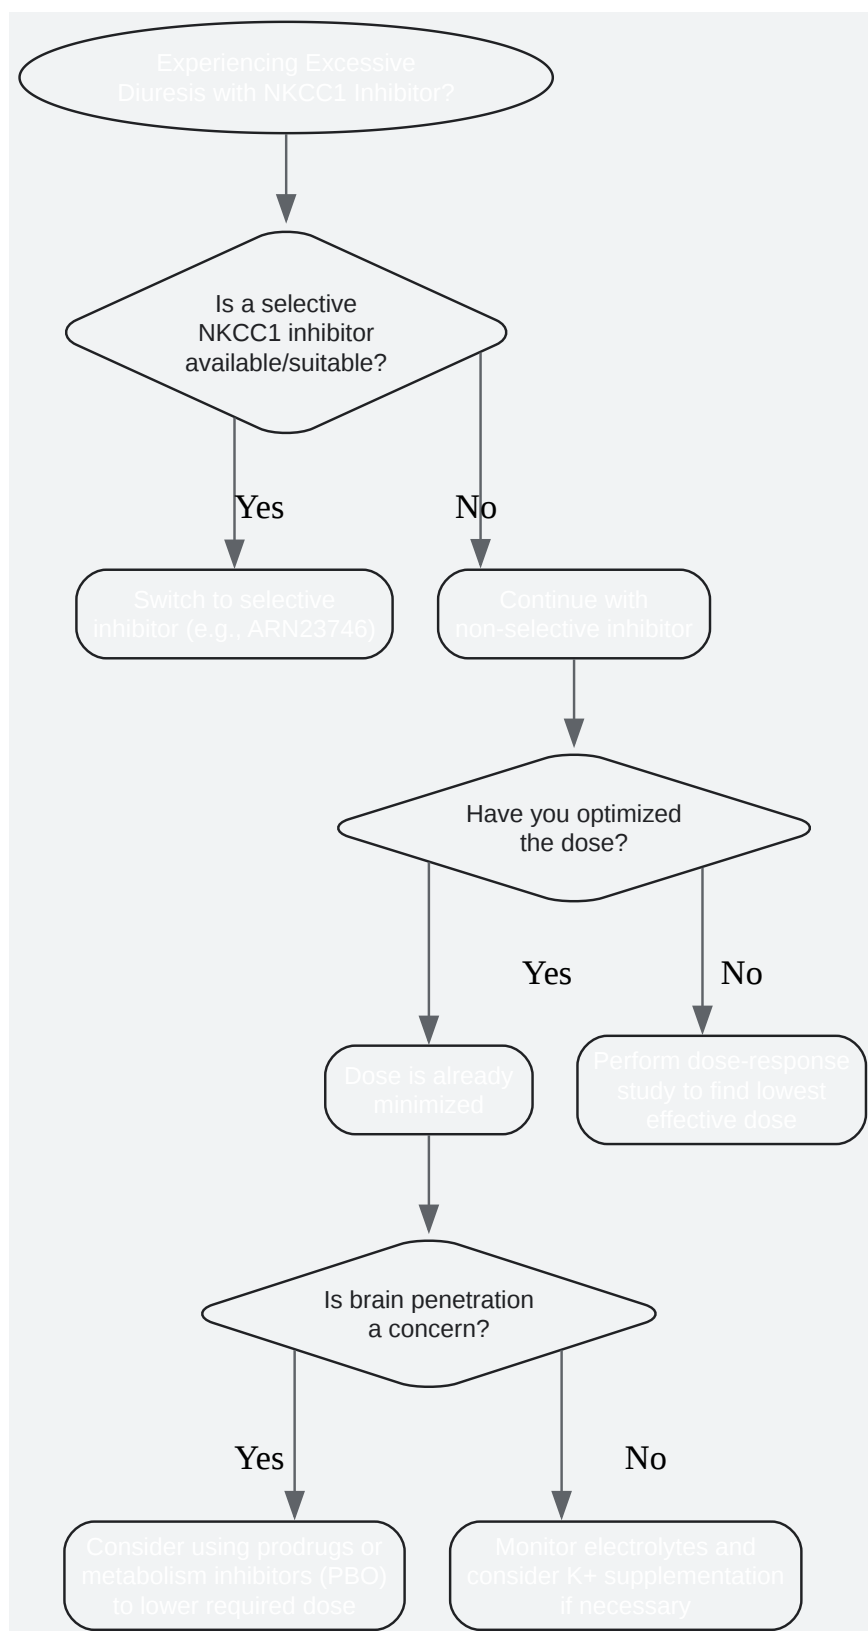 Experiencing Excessive
Diuresis with NKCC1 Inhibitor?
Is a selective
NKCC1 inhibitor
available/suitable?
Yes
No
Switch to selective
inhibitor (e.g., ARN23746)
Continue with
non-selective inhibitor
Have you optimized
the dose?
Yes
No
Dose is already
minimized
Perform dose-response
study to find lowest
effective dose
Is brain penetration
a concern?
Yes
No
Consider using prodrugs or
metabolism inhibitors (PBO)
to lower required dose
Monitor electrolytes and
consider K+ supplementation
if necessary